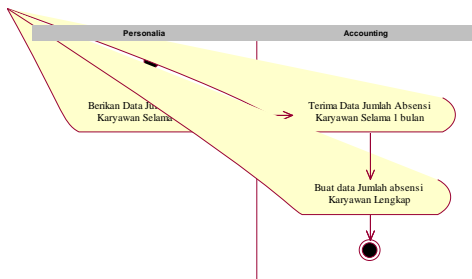 Personalia
Accounting
Berikan Data
Karyawan Selama
Terima Data Jumlah Absensi
Karyawan Selama 1 bulan
Buat data Jumlah absensi
Karyawan Lengkap